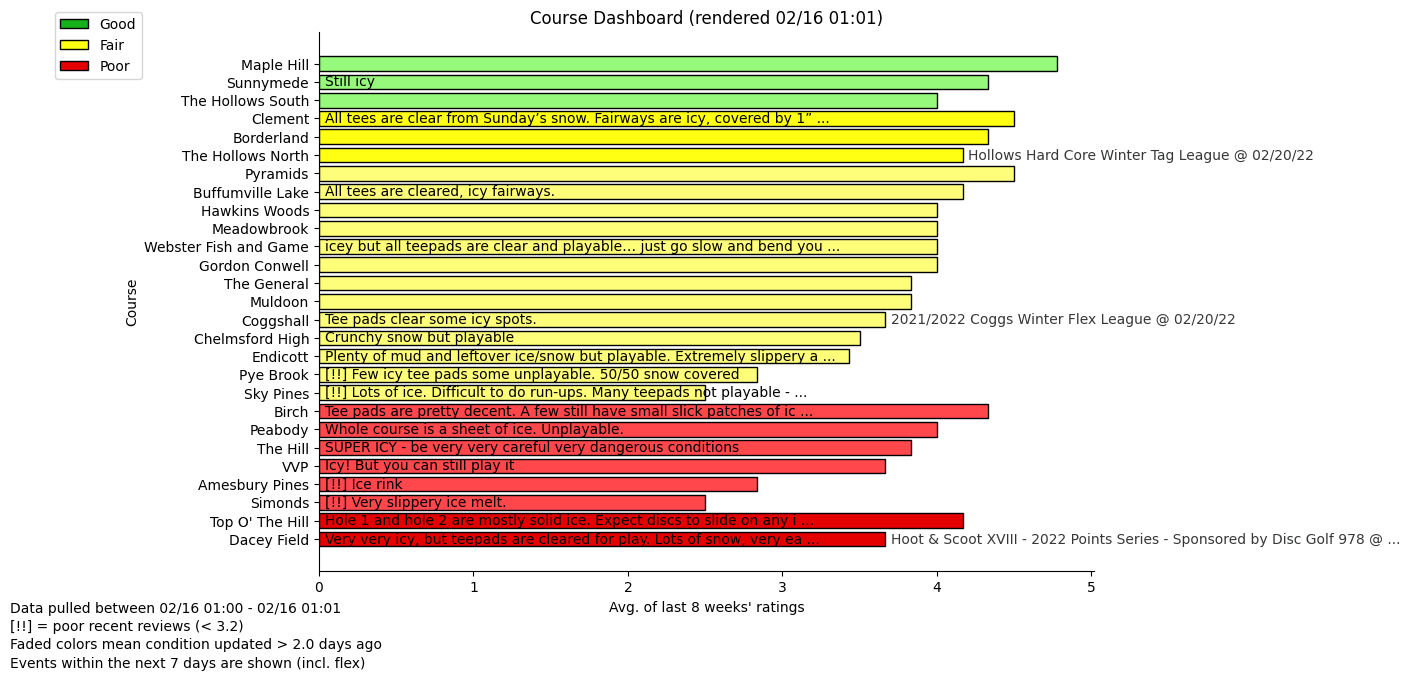 Course Dashboard (rendered 02/16 01:01)
Good
Fair
Poor
Maple Hill
Sunnymede Still icy
The Hollows South
Clement All tees are clear from Sunday’s snow. Fairways are icy, covered by 1” ...
Borderland
The Hollows North Hollows Hard Core Winter Tag League @ 02/20/22
Pyramids
Buffumville Lake All tees are cleared, icy fairways.
Hawkins Woods
Meadowbrook
Webster Fish and Game icey but all teepads are clear and playable... just go slow and bend you ...
Gordon Conwell
The General
Muldoon
Coggshall Tee pads clear some icy spots. 2021/2022 Coggs Winter Flex League @ 02/20/22
Chelmsford High Crunchy snow but playable
Endicott Plenty of mud and leftover ice/snow but playable. Extremely slippery a ...
Pye Brook [!!] Few icy tee pads some unplayable. 50/50 snow covered
Sky Pines [!!] Lots of ice. Difficult to do run-ups. Many teepads not playable - ...
Birch Tee pads are pretty decent. A few still have small slick patches of ic ...
Peabody Whole course is a sheet of ice. Unplayable.
The Hill SUPER ICY - be very very careful very dangerous conditions
VVP Icy! But you can still play it
Amesbury Pines [!!] Ice rink
Simonds [!!] Very slippery ice melt.
Top O' The Hill Hole 1 and hole 2 are mostly solid ice. Expect discs to slide on any i ...
Dacey Field Very very icy, but teepads are cleared for play. Lots of snow, very ea ... Hoot & Scoot XVIII - 2022 Points Series - Sponsored by Disc Golf 978 @ ...
Course
0 1 2 3 4 5
Avg. of last 8 weeks' ratings
Data pulled between 02/16 01:00 - 02/16 01:01
[!!] = poor recent reviews (< 3.2)
Faded colors mean condition updated > 2.0 days ago
Events within the next 7 days are shown (incl. flex)